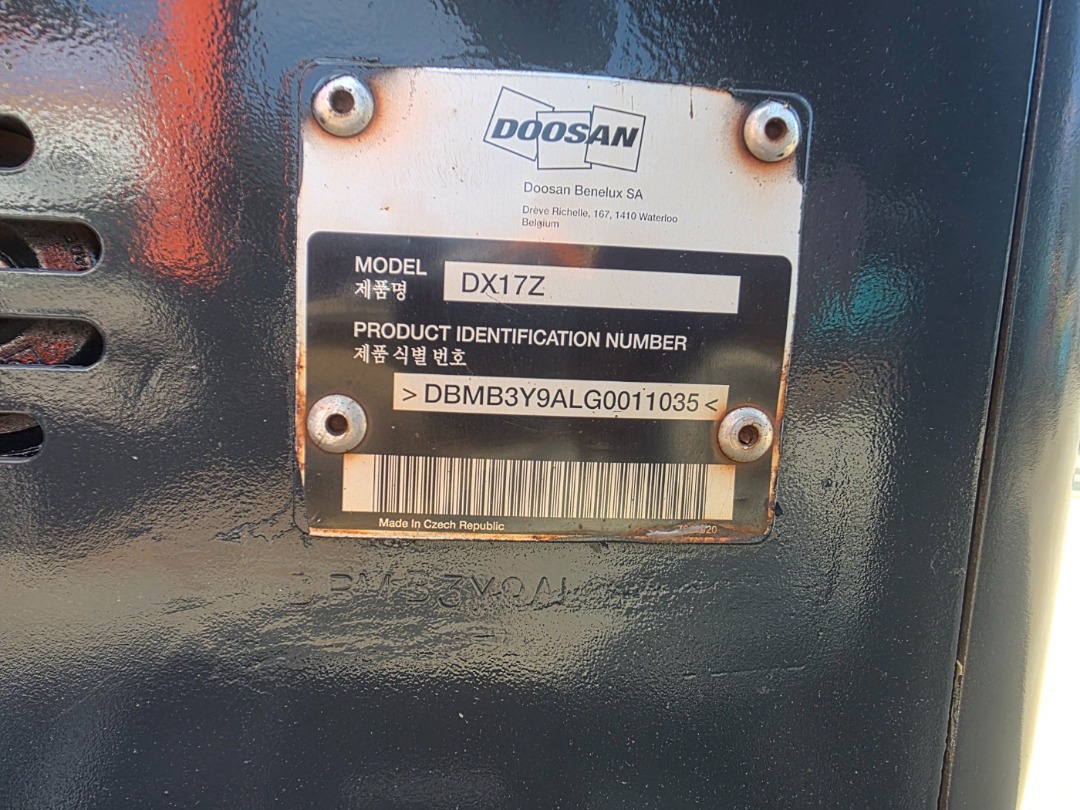 DOOSAN
Doosan Benelux SA
Drève Richelle, 167, 1410 Waterloo
Belgium
MODEL
제품명
DX17Z
PRODUCT IDENTIFICATION NUMBER
제품 식별 번호
>DBMB3Y9ALG0011035<
Made In Czech Republic